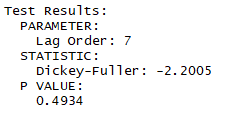 Test Results:
PARAMETER:
Lag Order: 7
STATISTIC:
Dickey-Fuller: -2.2005
P VALUE:
0.4934